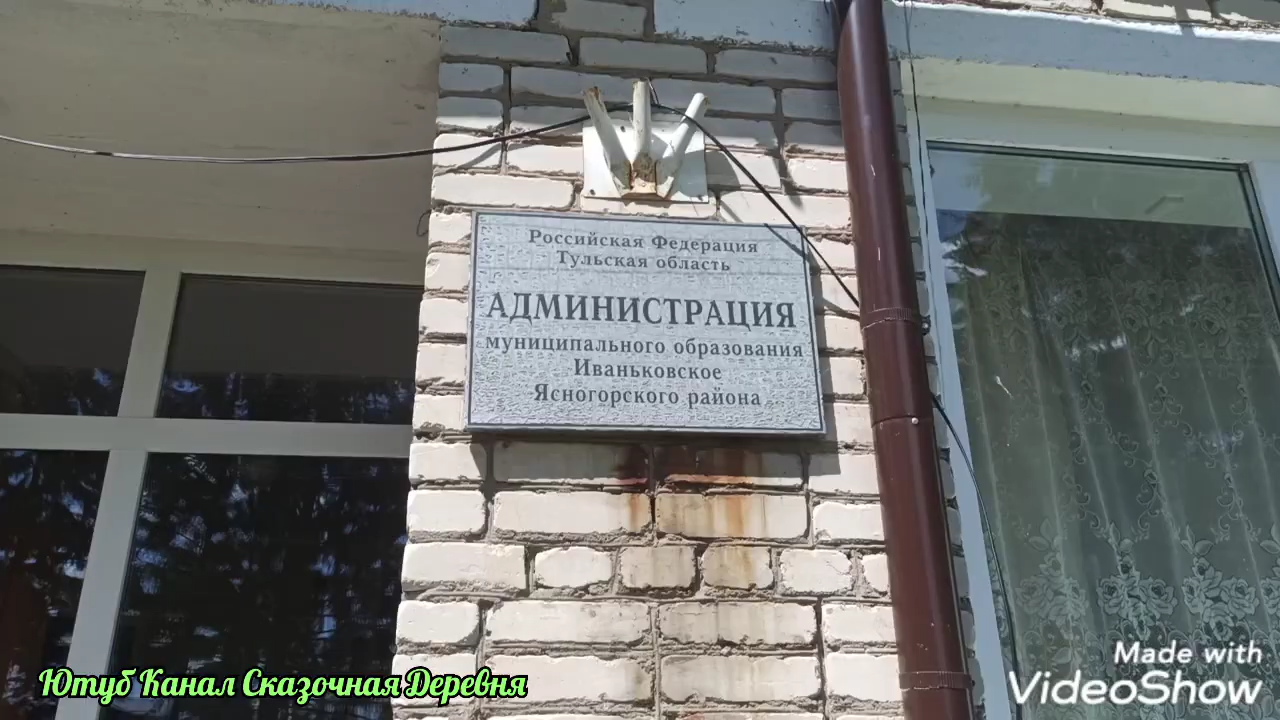 Российская Федерация
Тульская область
АДМИНИСТРАЦИЯ
муниципального образования
Иваньковское
Ясногорского района
Ютуб Канал Сказочная Деревня
Made with
VideoShow